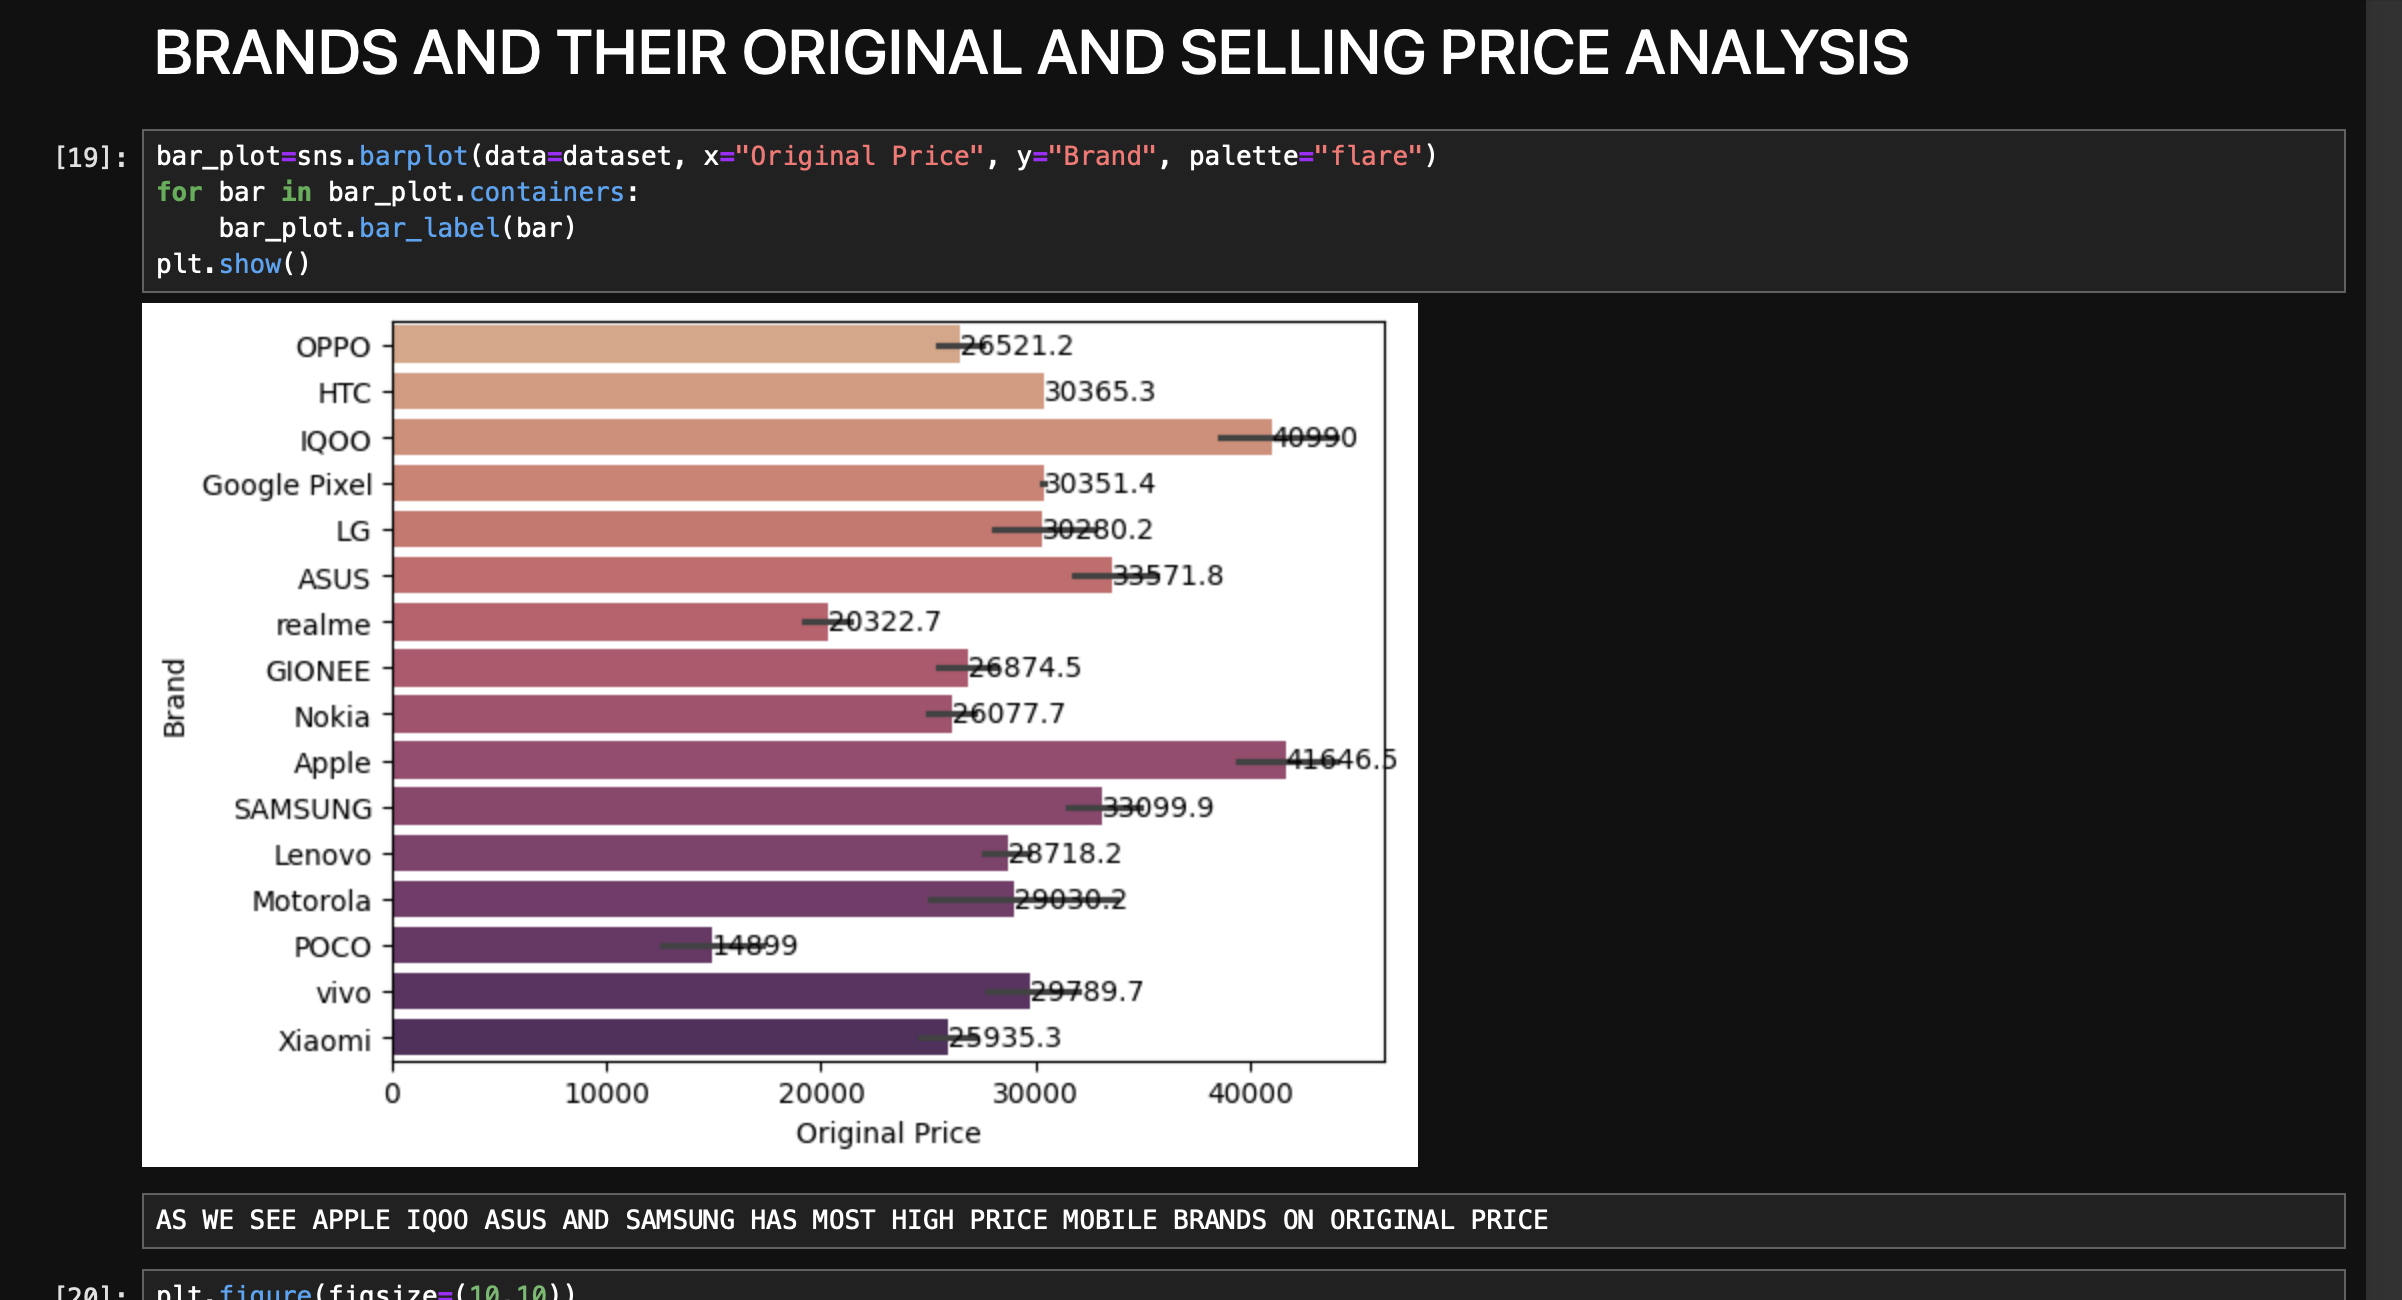 BRANDS AND THEIR ORIGINAL AND SELLING PRICE ANALYSIS
[19]: bar_plot=sns.barplot(data=dataset, x="Original Price", y="Brand", palette="flare")
for bar in bar_plot.containers:
    bar_plot.bar_label(bar)
plt.show()
OPPO 26521.2
HTC 30365.3
IQOO 40990
Google Pixel 30351.4
LG 30280.2
ASUS 33571.8
realme 20322.7
GIONEE 26874.5
Nokia 26077.7
Apple 41646.5
SAMSUNG 33099.9
Lenovo 28718.2
Motorola 29030.2
POCO 14899
vivo 29789.7
Xiaomi 25935.3
Brand
0 10000 20000 30000 40000
Original Price
AS WE SEE APPLE IQOO ASUS AND SAMSUNG HAS MOST HIGH PRICE MOBILE BRANDS ON ORIGINAL PRICE
[20]: plt.figure(figsize=(10,10))